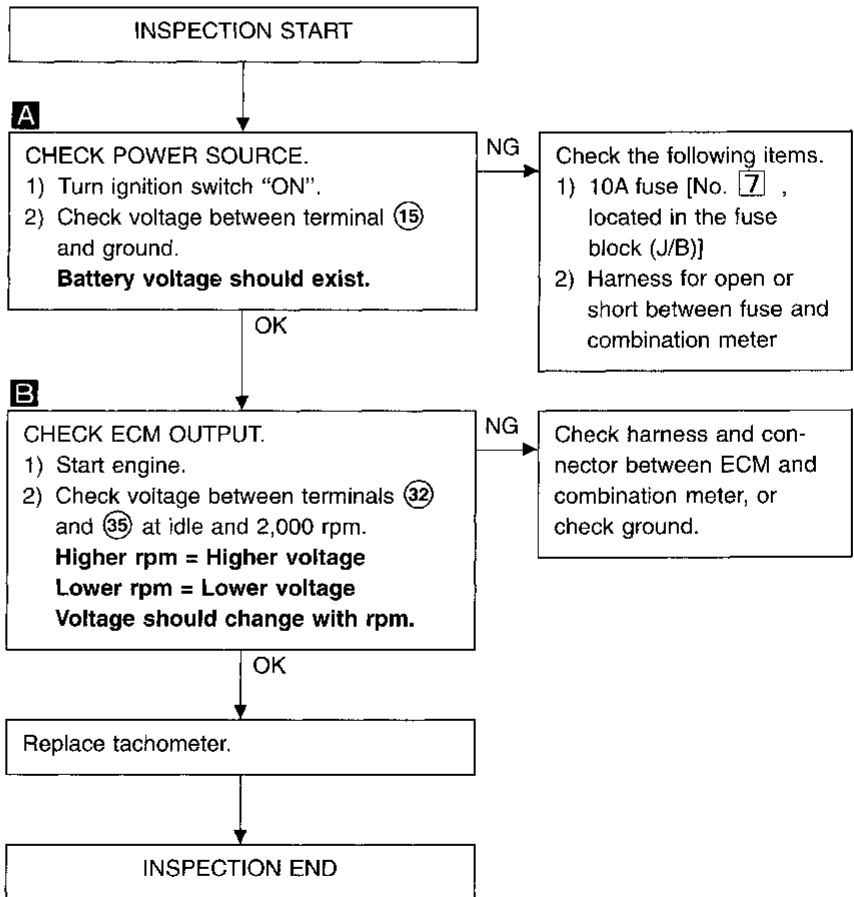 INSPECTION START
A
CHECK POWER SOURCE.
1) Turn ignition switch “ON”.
2) Check voltage between terminal 15
and ground.
Battery voltage should exist.
NG
Check the following items.
1) 10A fuse [No. 7 ,
located in the fuse
block (J/B)]
2) Harness for open or
short between fuse and
combination meter
OK
B
CHECK ECM OUTPUT.
1) Start engine.
2) Check voltage between terminals 32
and 35 at idle and 2,000 rpm.
Higher rpm = Higher voltage
Lower rpm = Lower voltage
Voltage should change with rpm.
NG
Check harness and con-
nector between ECM and
combination meter, or
check ground.
OK
Replace tachometer.
INSPECTION END